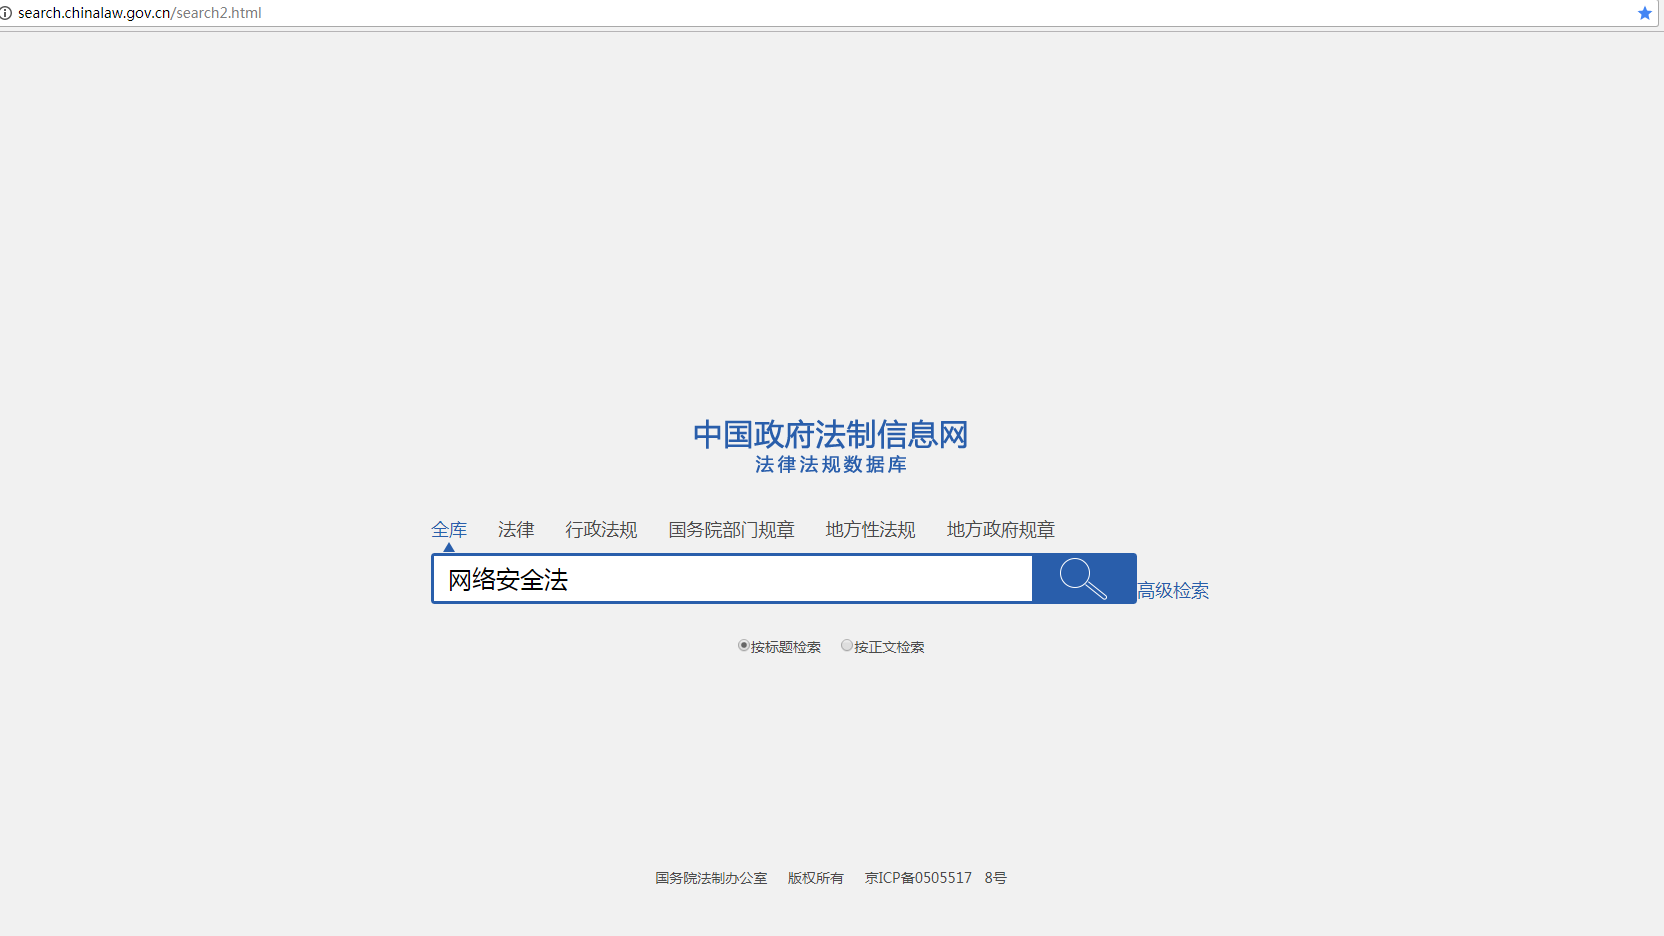 search.chinalaw.gov.cn/search2.html
中国政府法制信息网
法律法规数据库
全库 法律 行政法规 国务院部门规章 地方性法规 地方政府规章
网络安全法
高级检索
按标题检索 按正文检索
国务院法制办公室 版权所有 京ICP备0505517 8号